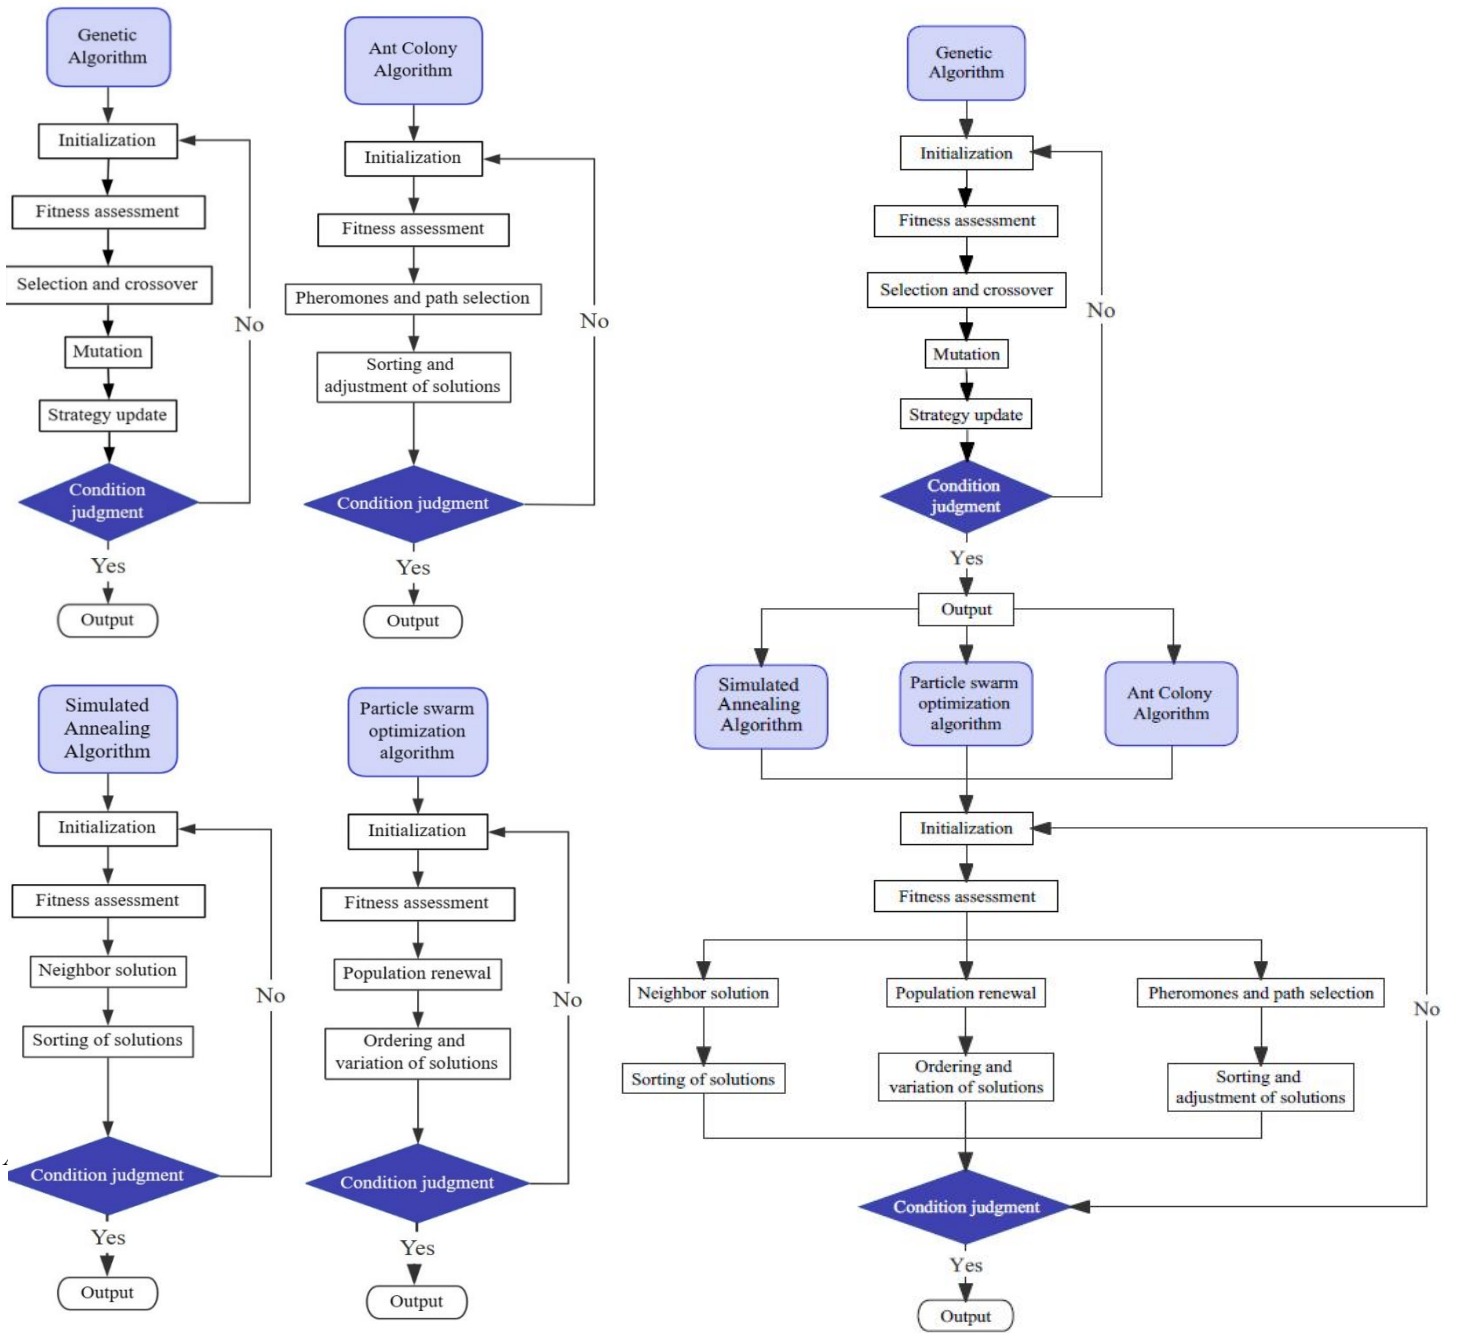 Genetic
Algorithm
Initialization
Fitness assessment
Selection and crossover
Mutation
Strategy update
Condition
judgment
No
Yes
Output
Ant Colony
Algorithm
Initialization
Fitness assessment
Pheromones and path selection
Sorting and
adjustment of solutions
Condition judgment
No
Yes
Output
Simulated
Annealing
Algorithm
Initialization
Fitness assessment
Neighbor solution
Sorting of solutions
Condition judgment
No
Yes
Output
Particle swarm
optimization
algorithm
Initialization
Fitness assessment
Population renewal
Ordering and
variation of solutions
Condition judgment
No
Yes
Output
Genetic
Algorithm
Initialization
Fitness assessment
Selection and crossover
Mutation
Strategy update
Condition
judgment
No
Yes
Output
Simulated
Annealing
Algorithm
Particle swarm
optimization
algorithm
Ant Colony
Algorithm
Initialization
Fitness assessment
Neighbor solution
Population renewal
Pheromones and path selection
No
Sorting of solutions
Ordering and
variation of solutions
Sorting and
adjustment of solutions
Condition judgment
Yes
Output